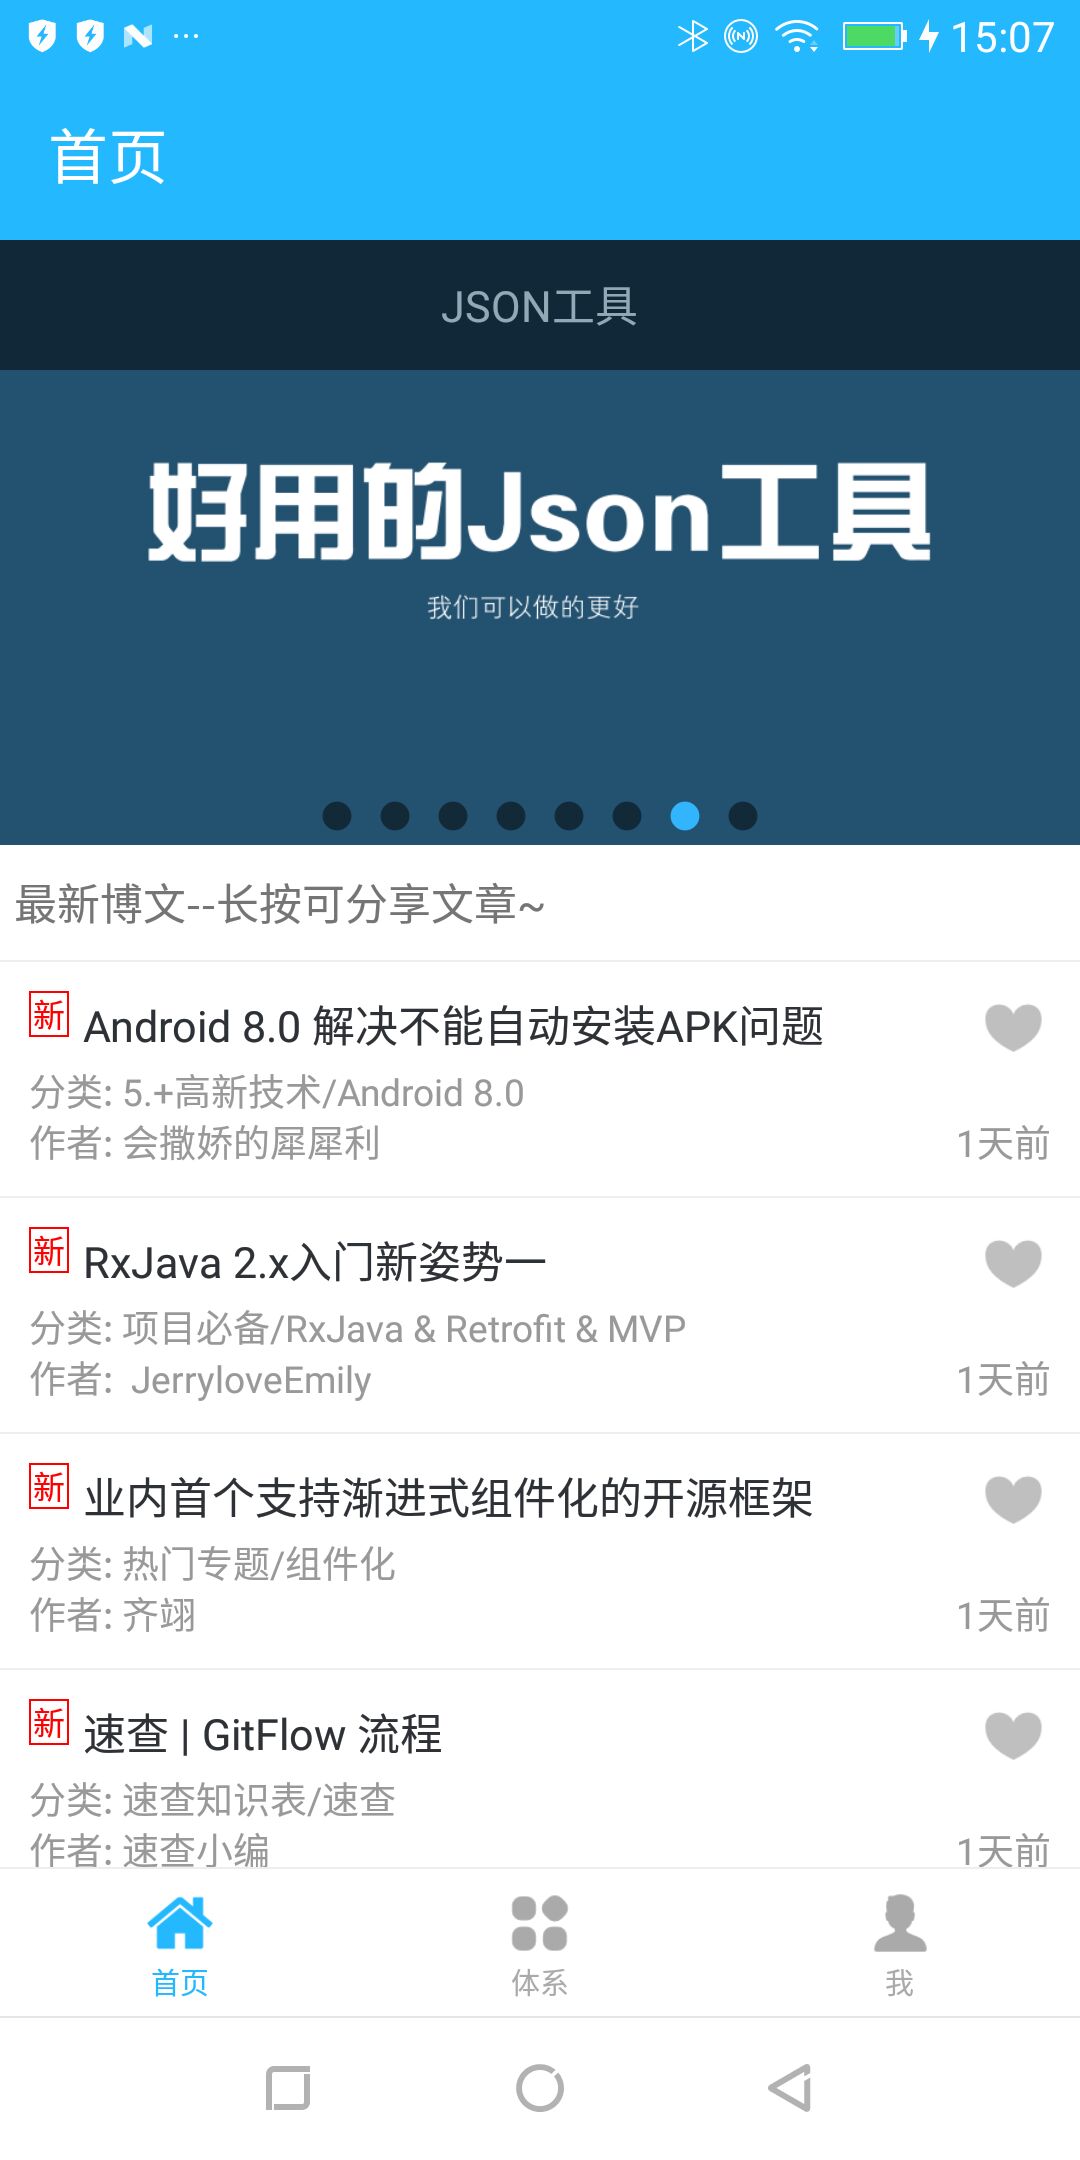 15:07
首页
JSON工具
好用的Json工具
我们可以做的更好
最新博文--长按可分享文章~
新 Android 8.0 解决不能自动安装APK问题
分类: 5.+高新技术/Android 8.0
作者: 会撒娇的犀犀利 1天前
新 RxJava 2.x入门新姿势一
分类: 项目必备/RxJava & Retrofit & MVP
作者: JerryloveEmily 1天前
新 业内首个支持渐进式组件化的开源框架
分类: 热门专题/组件化
作者: 齐翊 1天前
新 速查 | GitFlow 流程
分类: 速查知识表/速查
作者: 速查小编 1天前
首页 体系 我